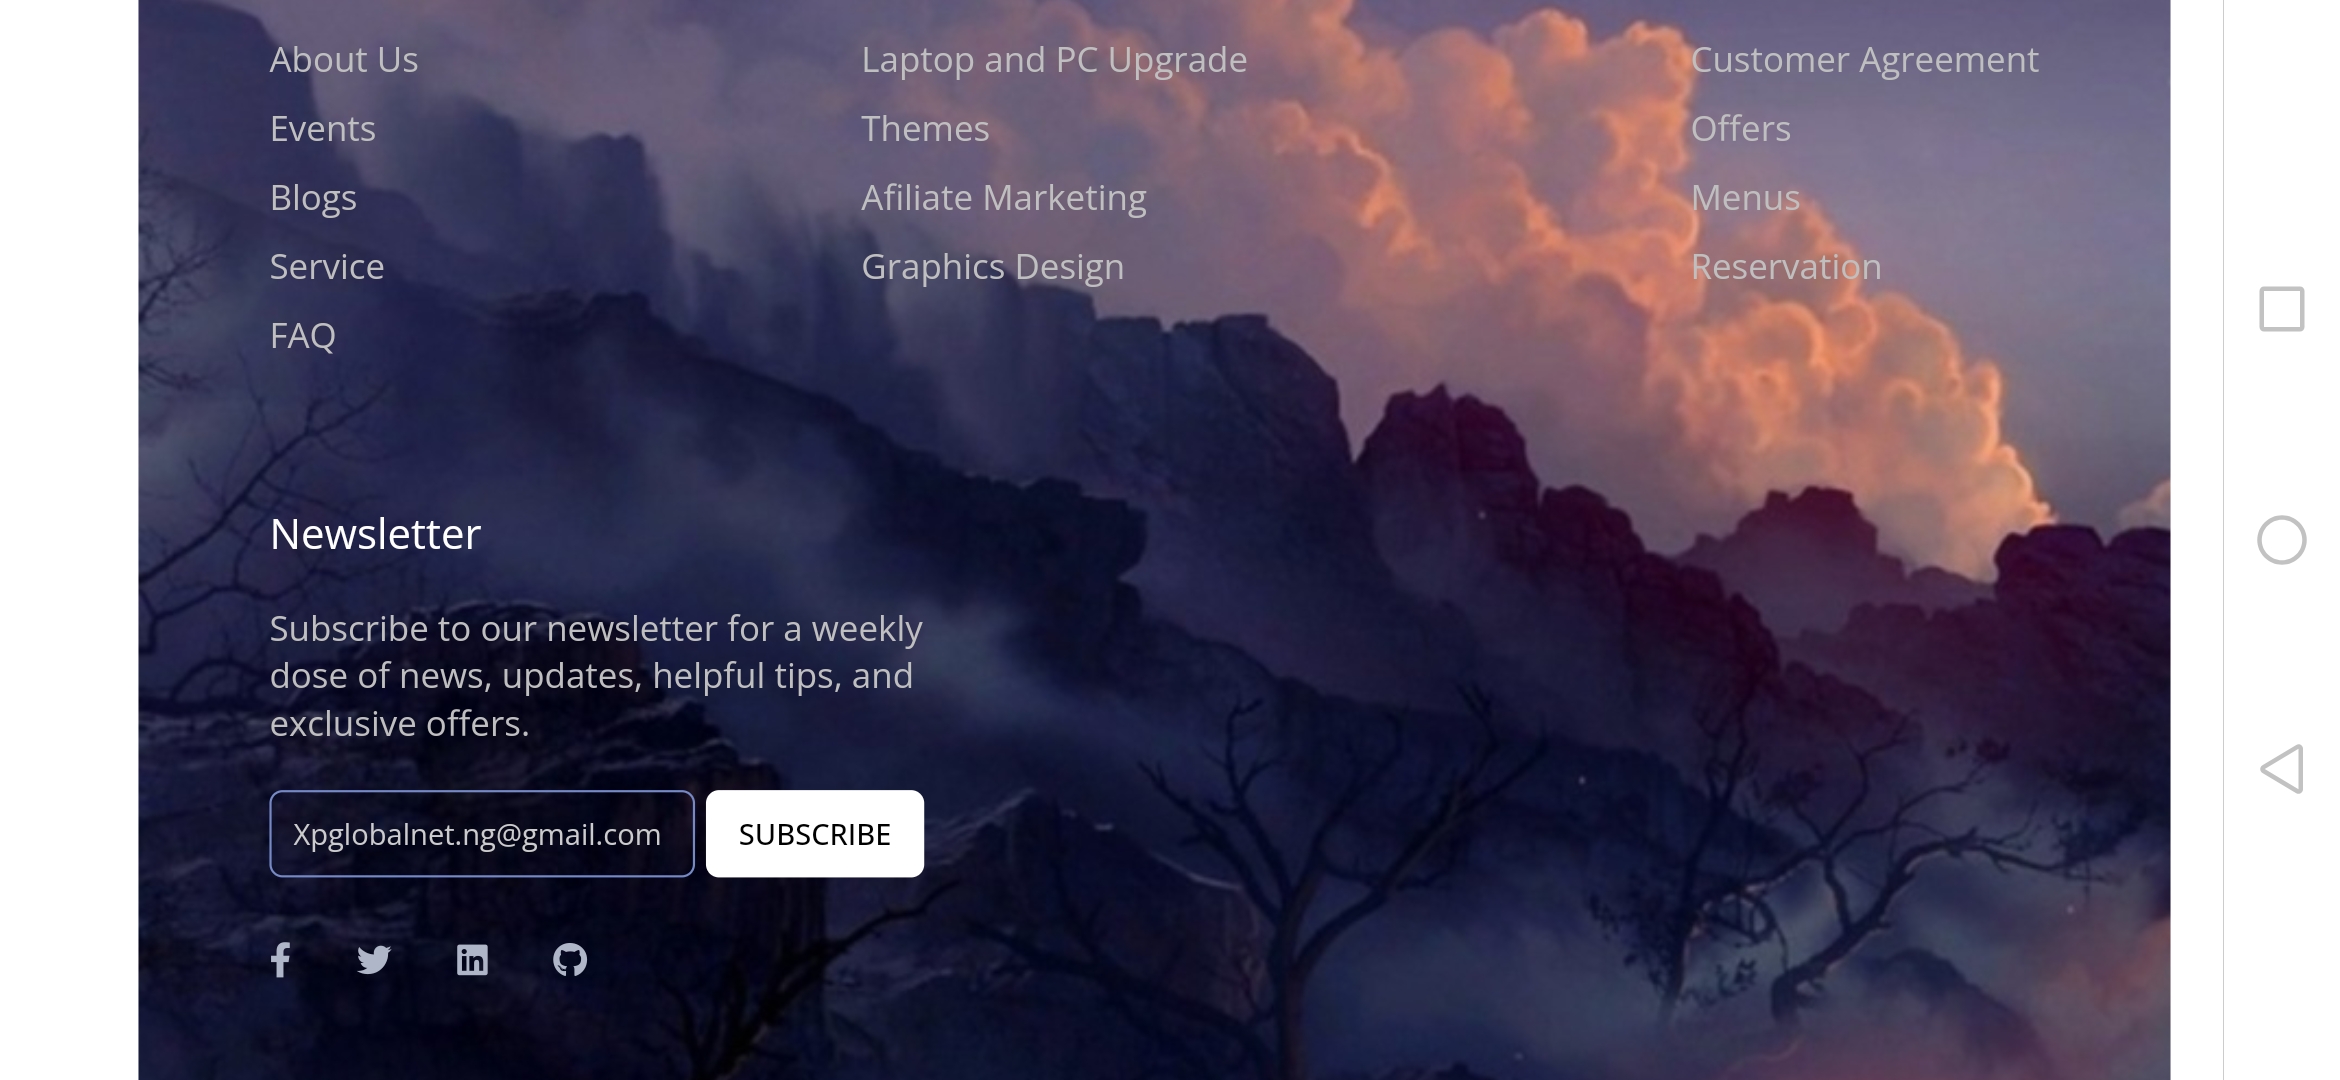 About Us
Events
Blogs
Service
FAQ
Laptop and PC Upgrade
Themes
Afiliate Marketing
Graphics Design
Customer Agreement
Offers
Menus
Reservation
Newsletter
Subscribe to our newsletter for a weekly
dose of news, updates, helpful tips, and
exclusive offers.
Xpglobalnet.ng@gmail.com
SUBSCRIBE